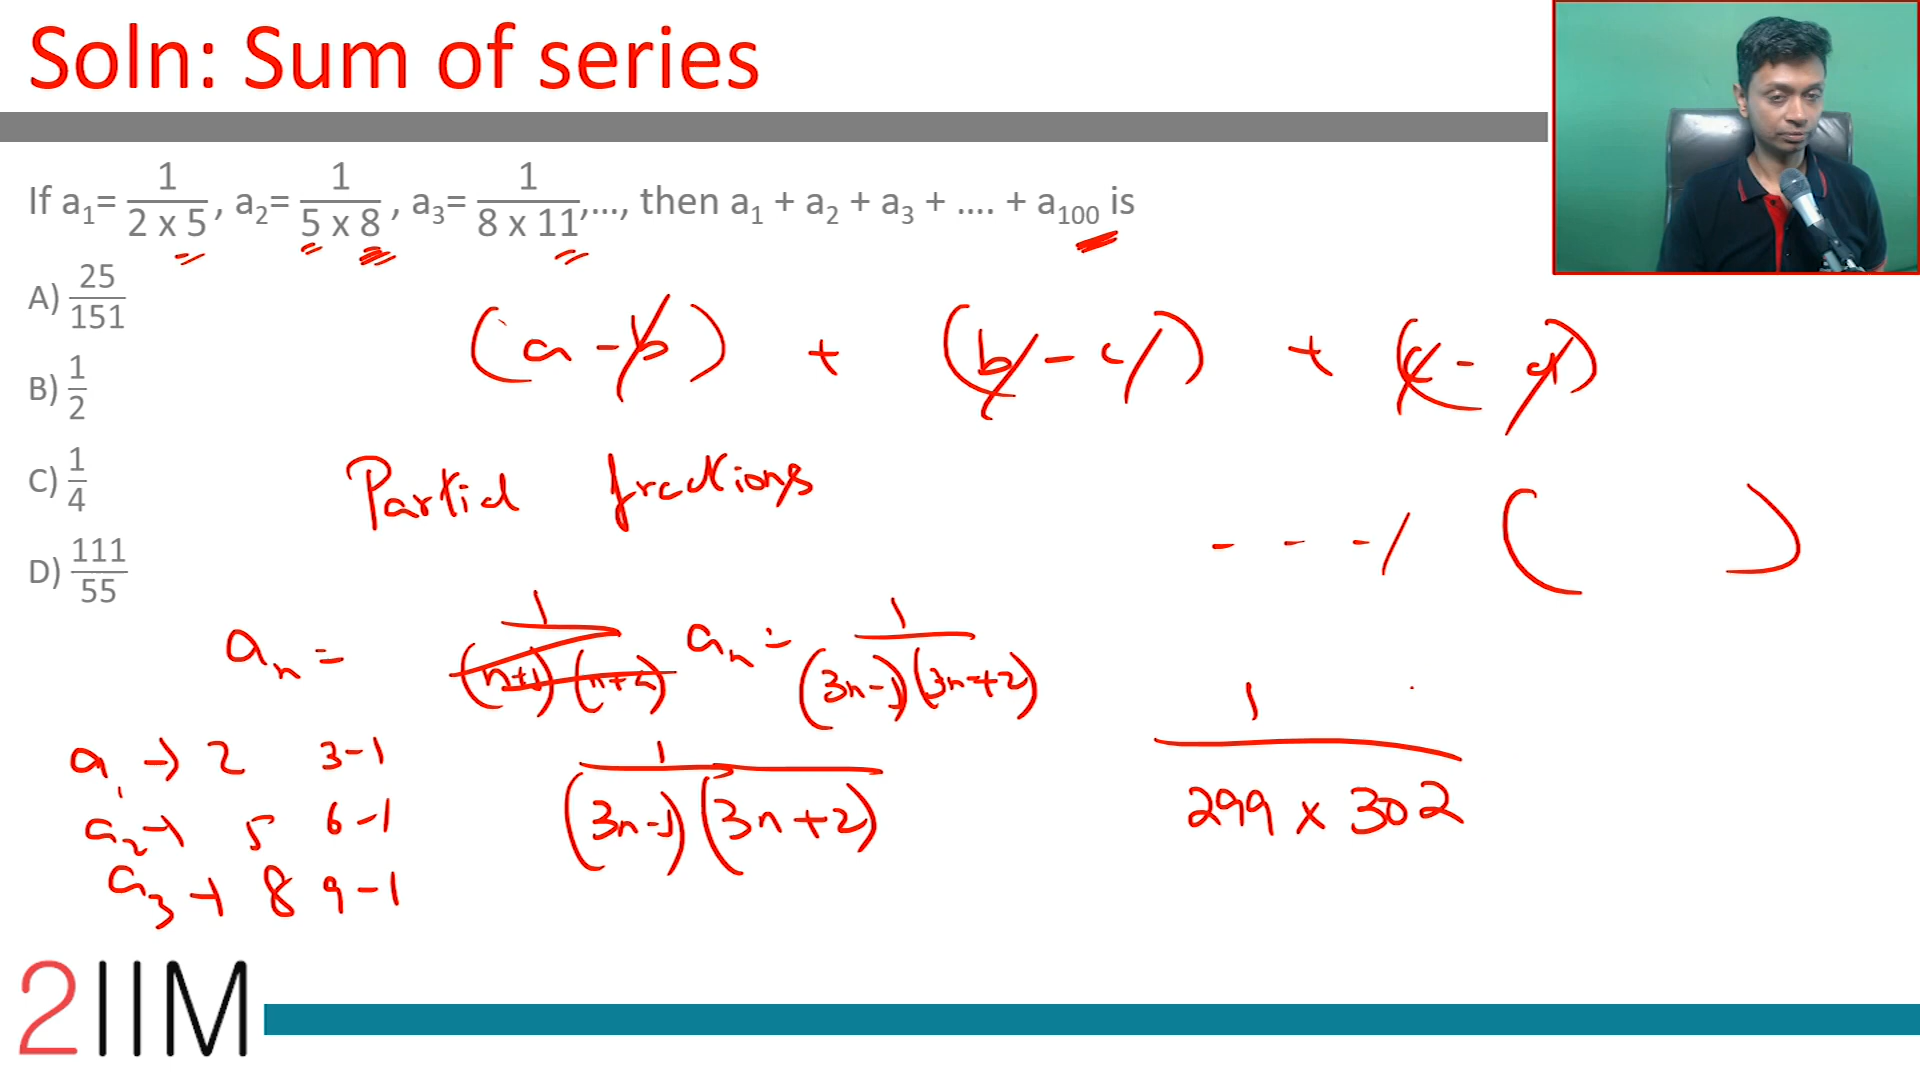 Soln: Sum of series
If a1= 1/(2 x 5), a2= 1/(5 x 8), a3= 1/(8 x 11),..., then a1 + a2 + a3 + .... + a100 is
A) 25/151
B) 1/2
C) 1/4
D) 111/55
(a - b) + (b - c) + (c - d)
Partial fractions
- - - / ( )
an = 1/((n+1)(n+2)) an = 1/((3n-1)(3n+2))
a1 → 2 3-1
a2 → 5 6-1
a3 → 8 9-1
1/((3n-1)(3n+2))
1/(299 x 302)
2IIM